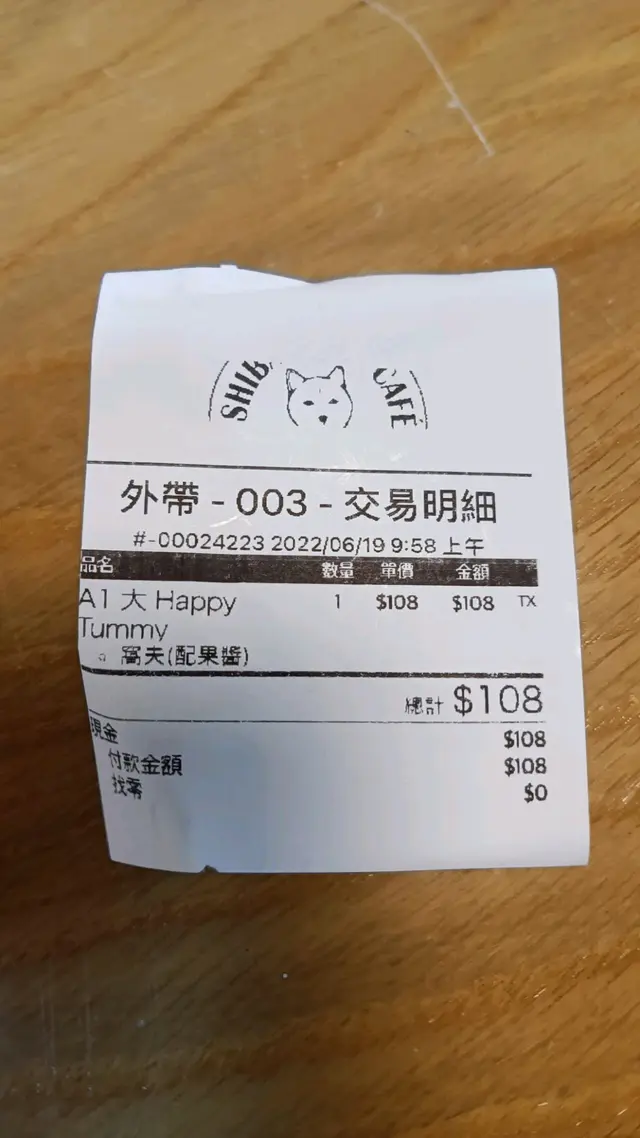 SHIB CAFE
外帶 - 003 - 交易明細
#-00024223 2022/06/19 9:58 上午
品名 數量 單價 金額
A1 大 Happy 1 $108 $108 TX
Tummy
窩夫(配果醬)
總計 $108
現金 $108
付款金額 $108
找零 $0